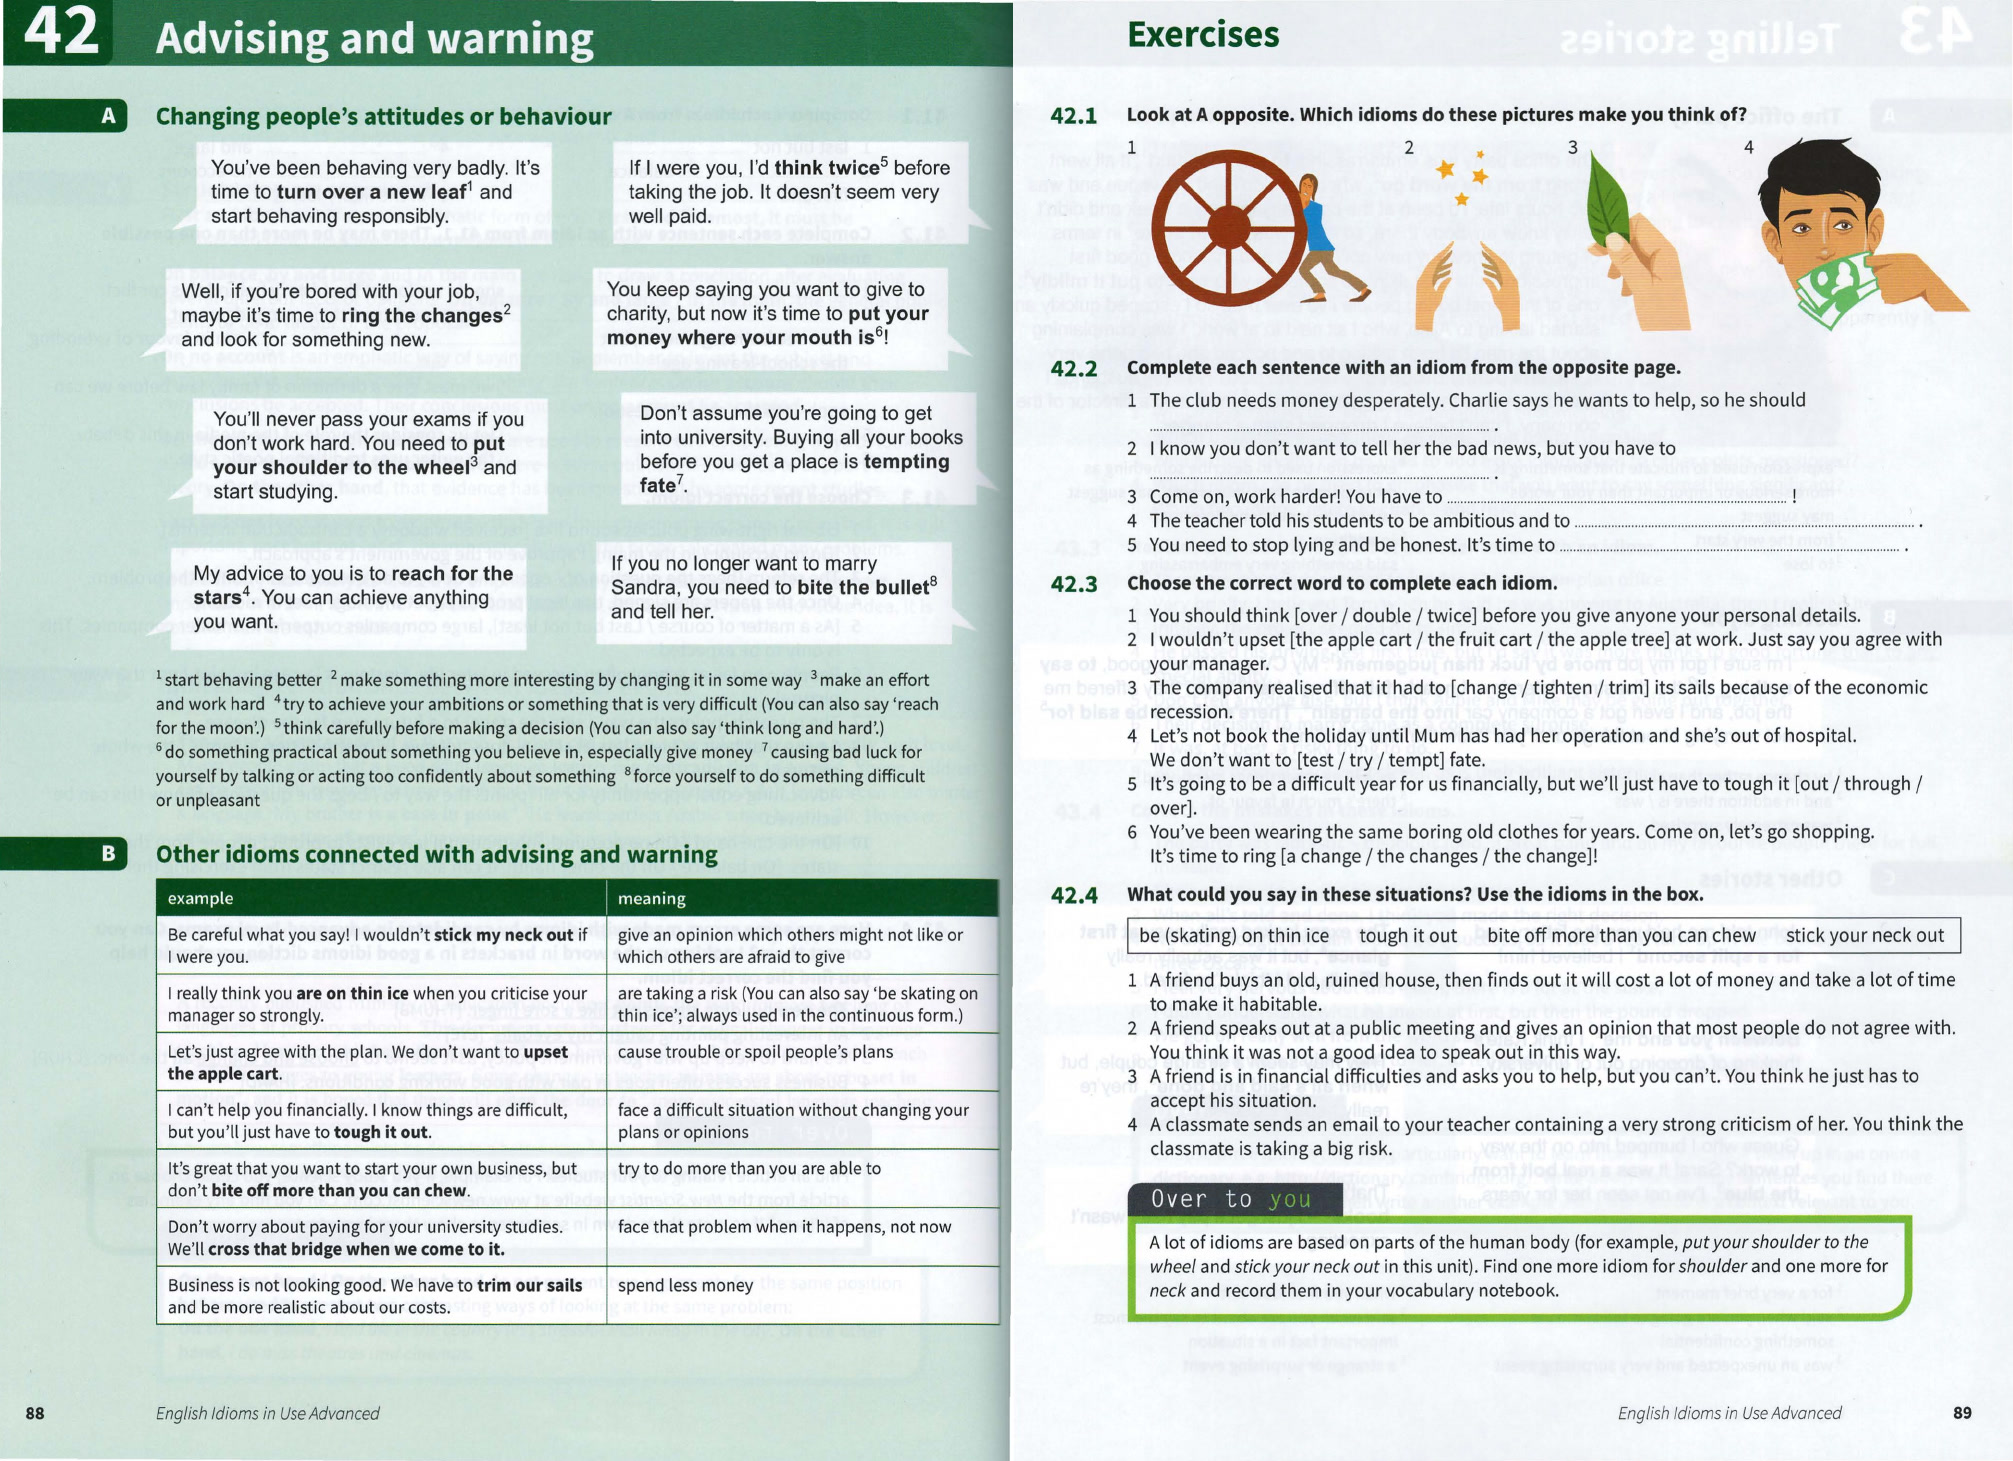 42 Advising and warning
A Changing people's attitudes or behaviour
You've been behaving very badly. It's
time to turn over a new leaf¹ and
start behaving responsibly.
If I were you, I'd think twice⁵ before
taking the job. It doesn't seem very
well paid.
Well, if you're bored with your job,
maybe it's time to ring the changes²
and look for something new.
You keep saying you want to give to
charity, but now it's time to put your
money where your mouth is⁶!
You'll never pass your exams if you
don't work hard. You need to put
your shoulder to the wheel³ and
start studying.
Don't assume you're going to get
into university. Buying all your books
before you get a place is tempting
fate⁷.
My advice to you is to reach for the
stars⁴. You can achieve anything
you want.
If you no longer want to marry
Sandra, you need to bite the bullet⁸
and tell her.
¹ start behaving better ² make something more interesting by changing it in some way ³ make an effort
and work hard ⁴ try to achieve your ambitions or something that is very difficult (You can also say 'reach
for the moon'.) ⁵ think carefully before making a decision (You can also say 'think long and hard'.)
⁶ do something practical about something you believe in, especially give money ⁷ causing bad luck for
yourself by talking or acting too confidently about something ⁸ force yourself to do something difficult
or unpleasant
B Other idioms connected with advising and warning
example meaning
Be careful what you say! I wouldn't stick my neck out if
I were you.
give an opinion which others might not like or
which others are afraid to give
I really think you are on thin ice when you criticise your
manager so strongly.
are taking a risk (You can also say 'be skating on
thin ice'; always used in the continuous form.)
Let's just agree with the plan. We don't want to upset
the apple cart.
cause trouble or spoil people's plans
I can't help you financially. I know things are difficult,
but you'll just have to tough it out.
face a difficult situation without changing your
plans or opinions
It's great that you want to start your own business, but
don't bite off more than you can chew.
try to do more than you are able to
Don't worry about paying for your university studies.
We'll cross that bridge when we come to it.
face that problem when it happens, not now
Business is not looking good. We have to trim our sails
and be more realistic about our costs.
spend less money
88 English Idioms in Use Advanced
Exercises
42.1 Look at A opposite. Which idioms do these pictures make you think of?
1 2 3 4
42.2 Complete each sentence with an idiom from the opposite page.
1 The club needs money desperately. Charlie says he wants to help, so he should
.................................................... .
2 I know you don't want to tell her the bad news, but you have to
.................................................... .
3 Come on, work harder! You have to .................................................... !
4 The teacher told his students to be ambitious and to .................................................... .
5 You need to stop lying and be honest. It's time to .................................................... .
42.3 Choose the correct word to complete each idiom.
1 You should think [over / double / twice] before you give anyone your personal details.
2 I wouldn't upset [the apple cart / the fruit cart / the apple tree] at work. Just say you agree with
your manager.
3 The company realised that it had to [change / tighten / trim] its sails because of the economic
recession.
4 Let's not book the holiday until Mum has had her operation and she's out of hospital.
We don't want to [test / try / tempt] fate.
5 It's going to be a difficult year for us financially, but we'll just have to tough it [out / through /
over].
6 You've been wearing the same boring old clothes for years. Come on, let's go shopping.
It's time to ring [a change / the changes / the change]!
42.4 What could you say in these situations? Use the idioms in the box.
be (skating) on thin ice tough it out bite off more than you can chew stick your neck out
1 A friend buys an old, ruined house, then finds out it will cost a lot of money and take a lot of time
to make it habitable.
2 A friend speaks out at a public meeting and gives an opinion that most people do not agree with.
You think it was not a good idea to speak out in this way.
3 A friend is in financial difficulties and asks you to help, but you can't. You think he just has to
accept his situation.
4 A classmate sends an email to your teacher containing a very strong criticism of her. You think the
classmate is taking a big risk.
Over to you
A lot of idioms are based on parts of the human body (for example, put your shoulder to the
wheel and stick your neck out in this unit). Find one more idiom for shoulder and one more for
neck and record them in your vocabulary notebook.
English Idioms in Use Advanced 89